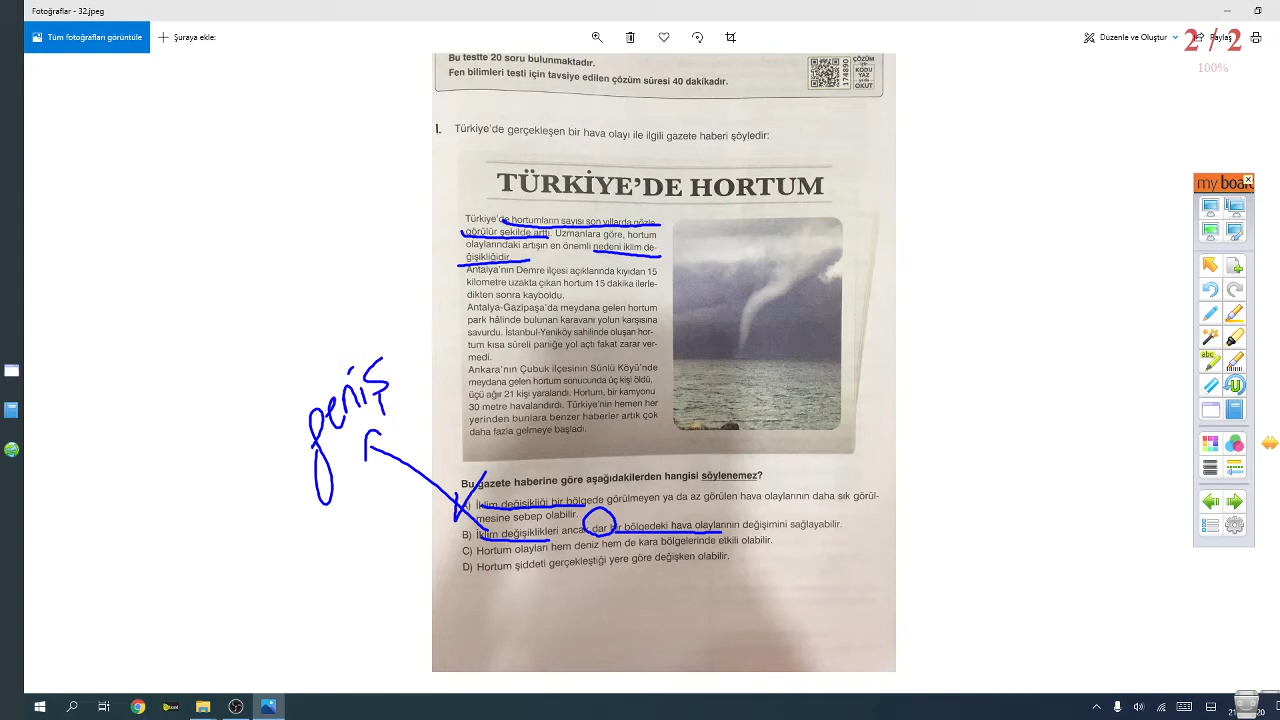 Fotoğraflar - 32.jpeg
Tüm fotoğrafları görüntüle
Şuraya ekle:
Düzenle ve Oluştur
Paylaş
2 / 2
100%
Bu testte 20 soru bulunmaktadır.
Fen bilimleri testi için tavsiye edilen çözüm süresi 40 dakikadır.
174890
ÇÖZÜM
için
KODU
YAZ
ya da
OKUT
1. Türkiye'de gerçekleşen bir hava olayı ile ilgili gazete haberi şöyledir:
TÜRKİYE'DE HORTUM
Türkiye'de hortumların sayısı son yıllarda gözle
görülür şekilde arttı. Uzmanlara göre, hortum
olaylarındaki artışın en önemli nedeni iklim de-
ğişikliğidir.
Antalya'nın Demre ilçesi açıklarında kıyıdan 15
kilometre uzakta çıkan hortum 15 dakika ilerle-
dikten sonra kayboldu.
Antalya-Gazipaşa'da meydana gelen hortum
park hâlinde bulunan karavanı yolun karşısına
savurdu. İstanbul-Yeniköy sahilinde oluşan hor-
tum kısa süreli paniğe yol açtı fakat zarar ver-
medi.
Ankara'nın Çubuk ilçesinin Sünlü Köyü'nde
meydana gelen hortum sonucunda üç kişi öldü,
üçü ağır 21 kişi yaralandı. Hortum, bir kamyonu
30 metre havalandırdı. Türkiye'nin hemen her
yerinden bunlara benzer haberler artık çok
daha fazla gelmeye başladı.
geniş
Bu gazete haberine göre aşağıdakilerden hangisi söylenemez?
A) İklim değişikliği bir bölgede görülmeyen ya da az görülen hava olaylarının daha sık görül-
mesine sebep olabilir.
B) İklim değişiklikleri ancak dar bir bölgedeki hava olaylarının değişimini sağlayabilir.
C) Hortum olayları hem deniz hem de kara bölgelerinde etkili olabilir.
D) Hortum şiddeti gerçekleştiği yere göre değişken olabilir.
my boar
abc